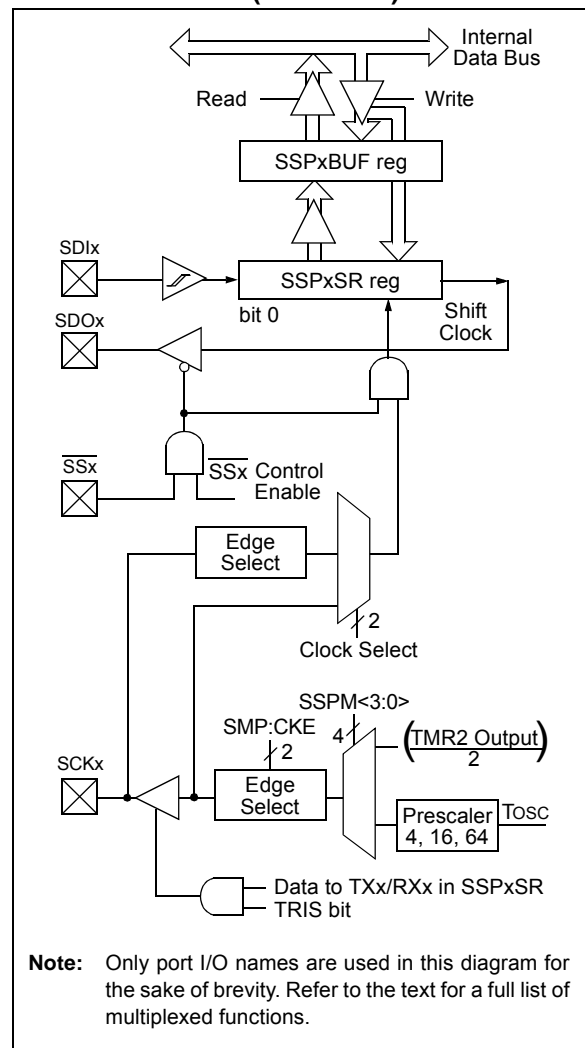 Internal
Data Bus
Read
Write
SSPxBUF reg
SDIx
SSPxSR reg
SDOx
bit 0
Shift
Clock
SSx
SSx Control
Enable
Edge
Select
2
Clock Select
SSPM<3:0>
SMP:CKE
4
2
(TMR2 Output
2)
SCKx
Edge
Select
Prescaler
4, 16, 64
TOSC
Data to TXx/RXx in SSPxSR
TRIS bit
Note: Only port I/O names are used in this diagram for
the sake of brevity. Refer to the text for a full list of
multiplexed functions.